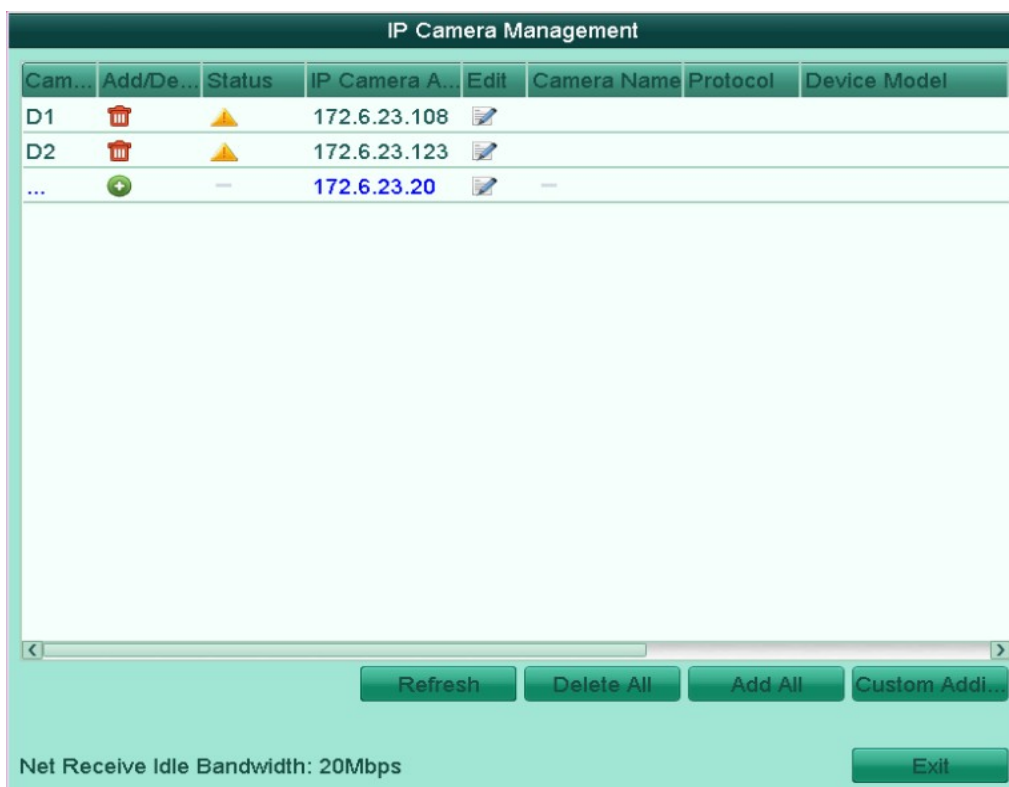 IP Camera Management
Cam... Add/De... Status IP Camera A... Edit Camera Name Protocol Device Model
D1 172.6.23.108
D2 172.6.23.123
... — 172.6.23.20 —
Refresh Delete All Add All Custom Addi...
Net Receive Idle Bandwidth: 20Mbps Exit